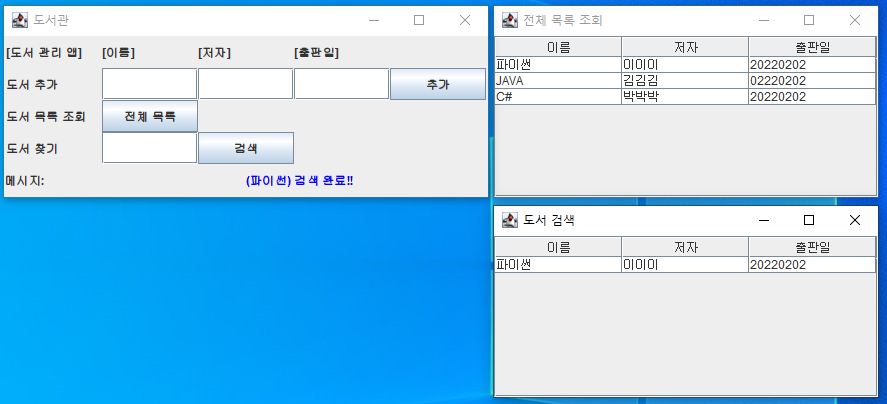 도서관
[도서 관리 앱] [이름] [저자] [출판일]
도서 추가 추가
도서 목록 조회 전체 목록
도서 찾기 검색
메시지: (파이썬) 검색 완료!!
전체 목록 조회
이름 저자 출판일
파이썬 이이이 20220202
JAVA 김김김 02220202
C# 박박박 20220202
도서 검색
이름 저자 출판일
파이썬 이이이 20220202